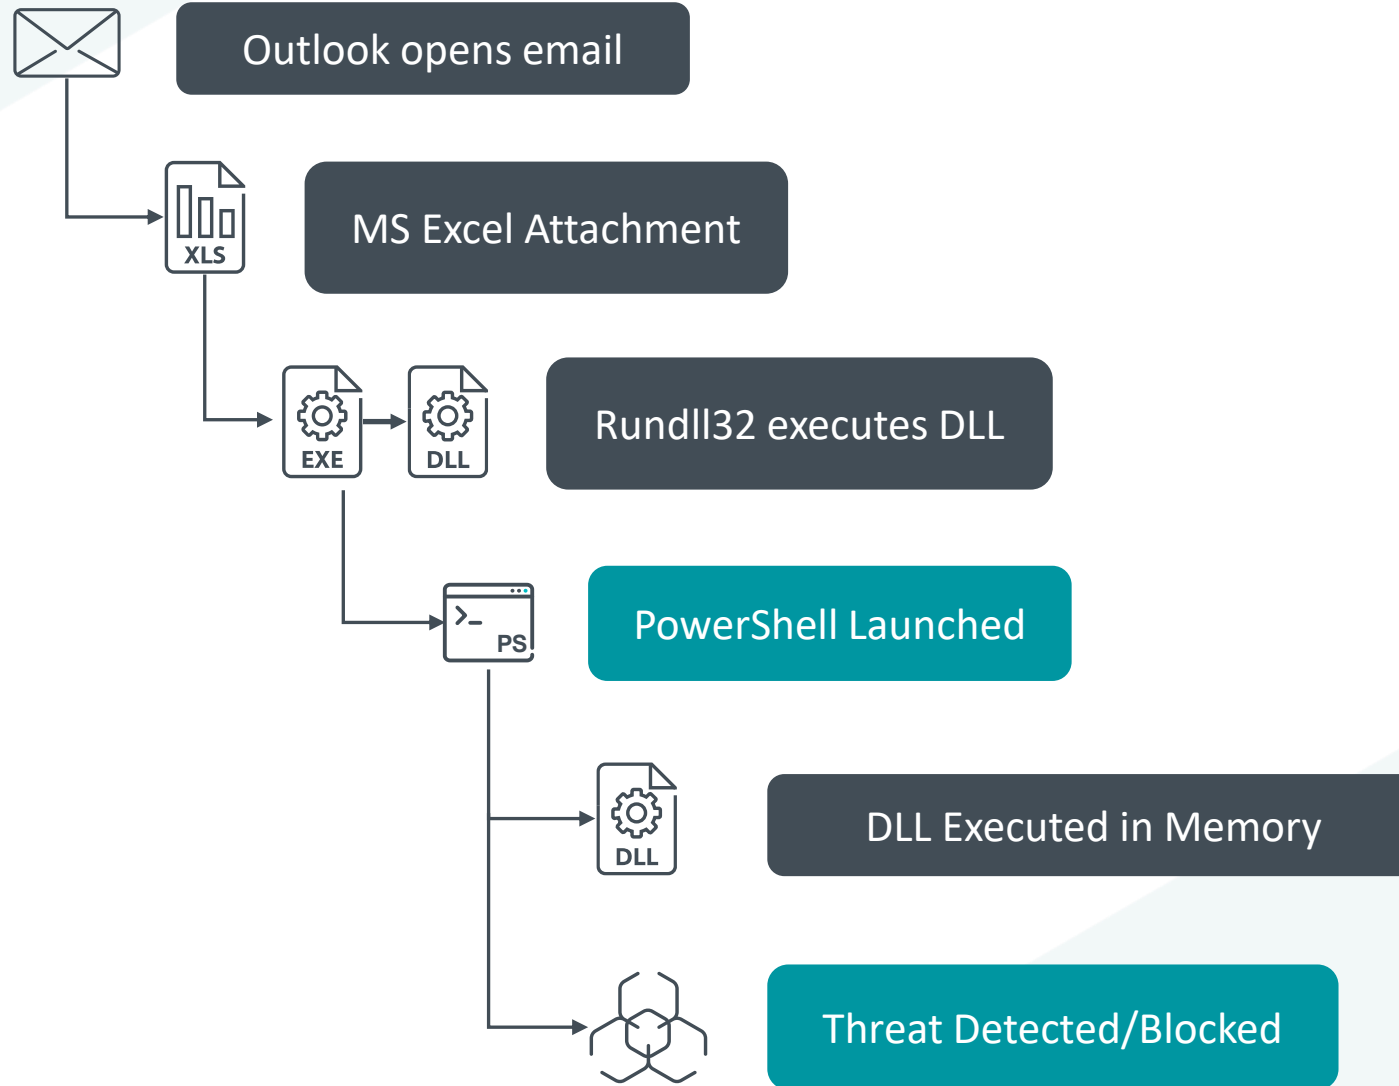 Outlook opens email
XLS
MS Excel Attachment
EXE
DLL
Rundll32 executes DLL
>_
PS
PowerShell Launched
DLL
DLL Executed in Memory
Threat Detected/Blocked